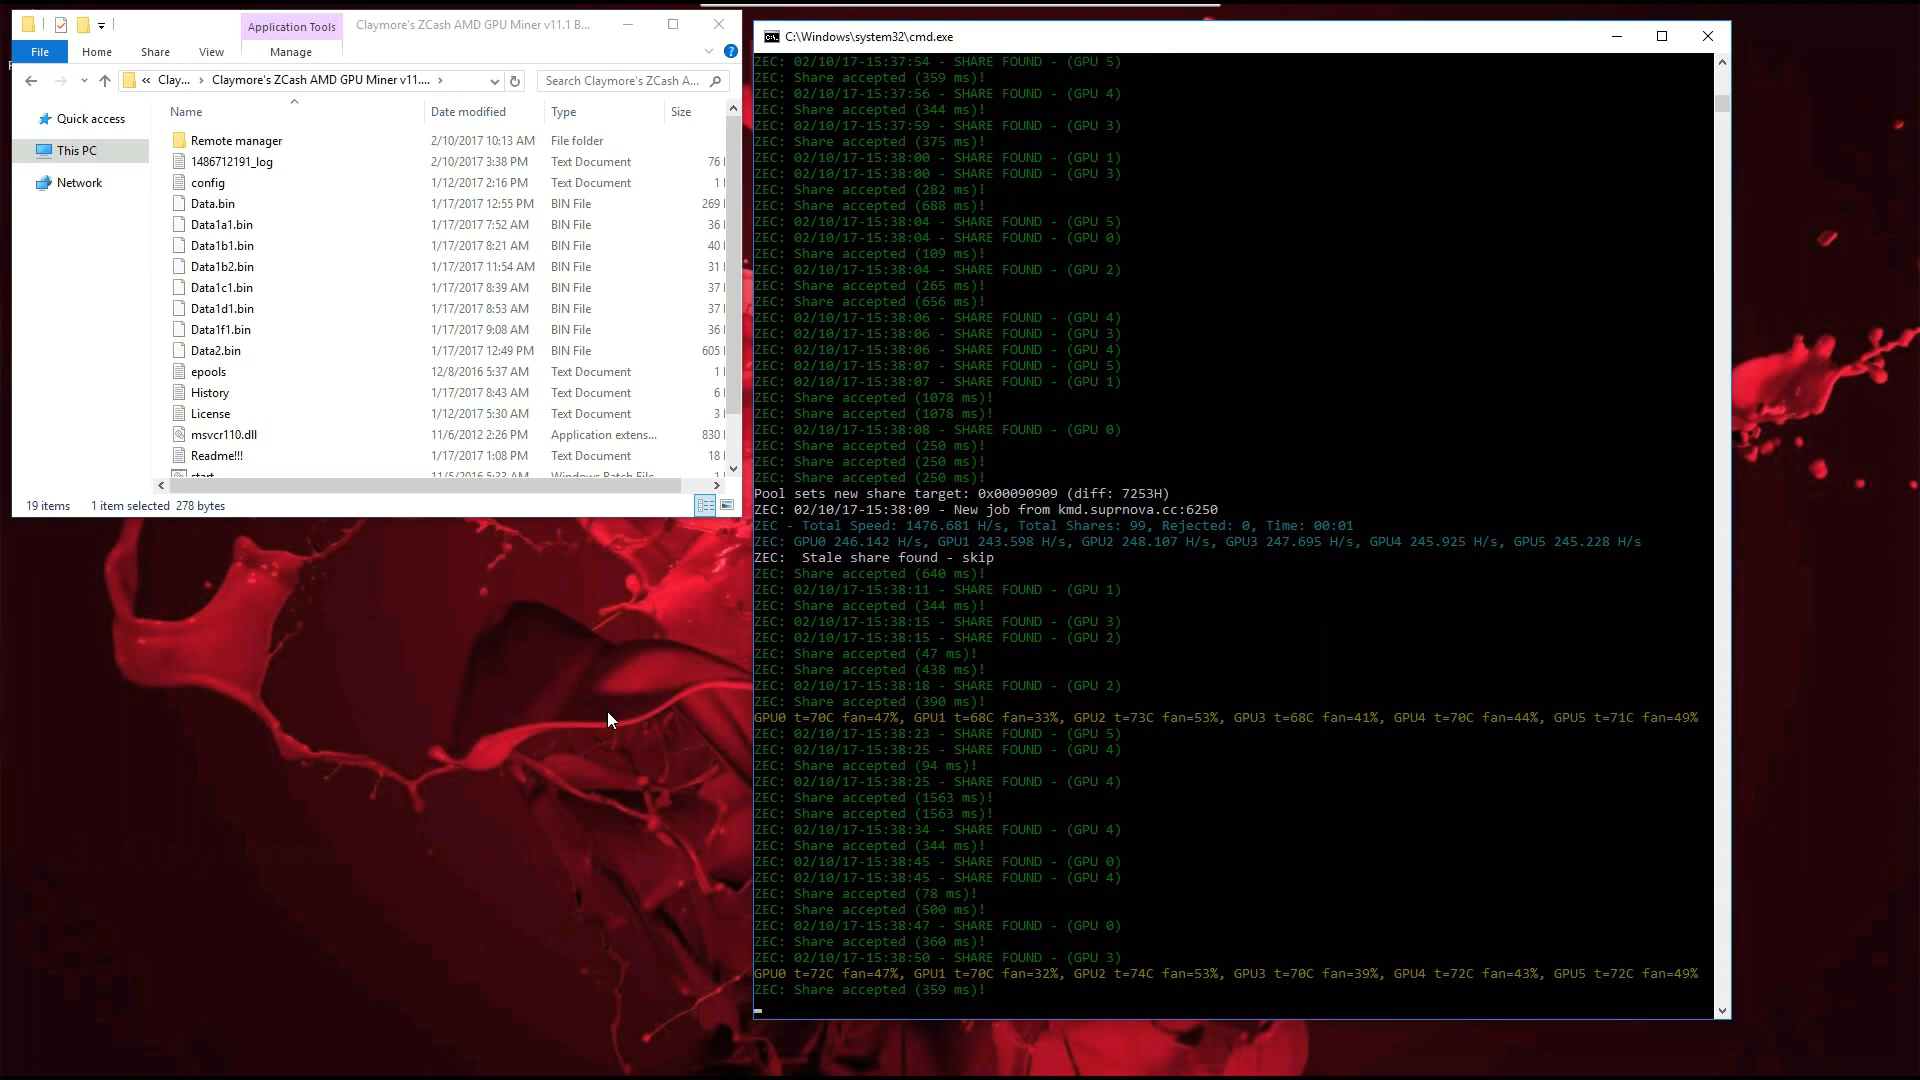 Application Tools
Claymore's ZCash AMD GPU Miner v11.1 B...
File
Home
Share
View
Manage
« Clay... › Claymore's ZCash AMD GPU Miner v11.... ›
Search Claymore's ZCash A...
Quick access
This PC
Network
Name Date modified Type Size
Remote manager 2/10/2017 10:13 AM File folder
1486712191_log 2/10/2017 3:38 PM Text Document 76
config 1/12/2017 2:16 PM Text Document 1
Data.bin 1/17/2017 12:55 PM BIN File 269
Data1a1.bin 1/17/2017 7:52 AM BIN File 36
Data1b1.bin 1/17/2017 8:21 AM BIN File 40
Data1b2.bin 1/17/2017 11:54 AM BIN File 31
Data1c1.bin 1/17/2017 8:39 AM BIN File 37
Data1d1.bin 1/17/2017 8:53 AM BIN File 37
Data1f1.bin 1/17/2017 9:08 AM BIN File 36
Data2.bin 1/17/2017 12:49 PM BIN File 605
epools 12/8/2016 5:37 AM Text Document 1
History 1/17/2017 8:43 AM Text Document 6
License 1/12/2017 5:30 AM Text Document 3
msvcr110.dll 11/6/2012 2:26 PM Application extens... 830
Readme!!! 1/17/2017 1:08 PM Text Document 18
start 11/5/2016 5:33 AM Windows Batch File 1
19 items 1 item selected 278 bytes
C:\Windows\system32\cmd.exe
ZEC: 02/10/17-15:37:54 - SHARE FOUND - (GPU 5)
ZEC: Share accepted (359 ms)!
ZEC: 02/10/17-15:37:56 - SHARE FOUND - (GPU 4)
ZEC: Share accepted (344 ms)!
ZEC: 02/10/17-15:37:59 - SHARE FOUND - (GPU 3)
ZEC: Share accepted (375 ms)!
ZEC: 02/10/17-15:38:00 - SHARE FOUND - (GPU 1)
ZEC: 02/10/17-15:38:00 - SHARE FOUND - (GPU 3)
ZEC: Share accepted (282 ms)!
ZEC: Share accepted (688 ms)!
ZEC: 02/10/17-15:38:04 - SHARE FOUND - (GPU 5)
ZEC: 02/10/17-15:38:04 - SHARE FOUND - (GPU 0)
ZEC: Share accepted (109 ms)!
ZEC: 02/10/17-15:38:04 - SHARE FOUND - (GPU 2)
ZEC: Share accepted (265 ms)!
ZEC: Share accepted (656 ms)!
ZEC: 02/10/17-15:38:06 - SHARE FOUND - (GPU 4)
ZEC: 02/10/17-15:38:06 - SHARE FOUND - (GPU 3)
ZEC: 02/10/17-15:38:06 - SHARE FOUND - (GPU 4)
ZEC: 02/10/17-15:38:07 - SHARE FOUND - (GPU 5)
ZEC: 02/10/17-15:38:07 - SHARE FOUND - (GPU 1)
ZEC: Share accepted (1078 ms)!
ZEC: Share accepted (1078 ms)!
ZEC: 02/10/17-15:38:08 - SHARE FOUND - (GPU 0)
ZEC: Share accepted (250 ms)!
ZEC: Share accepted (250 ms)!
ZEC: Share accepted (250 ms)!
Pool sets new share target: 0x00090909 (diff: 7253H)
ZEC: 02/10/17-15:38:09 - New job from kmd.suprnova.cc:6250
ZEC - Total Speed: 1476.681 H/s, Total Shares: 99, Rejected: 0, Time: 00:01
ZEC: GPU0 246.142 H/s, GPU1 243.598 H/s, GPU2 248.107 H/s, GPU3 247.695 H/s, GPU4 245.925 H/s, GPU5 245.228 H/s
ZEC:  Stale share found - skip
ZEC: Share accepted (640 ms)!
ZEC: 02/10/17-15:38:11 - SHARE FOUND - (GPU 1)
ZEC: Share accepted (344 ms)!
ZEC: 02/10/17-15:38:15 - SHARE FOUND - (GPU 3)
ZEC: 02/10/17-15:38:15 - SHARE FOUND - (GPU 2)
ZEC: Share accepted (47 ms)!
ZEC: Share accepted (438 ms)!
ZEC: 02/10/17-15:38:18 - SHARE FOUND - (GPU 2)
ZEC: Share accepted (390 ms)!
GPU0 t=70C fan=47%, GPU1 t=68C fan=33%, GPU2 t=73C fan=53%, GPU3 t=68C fan=41%, GPU4 t=70C fan=44%, GPU5 t=71C fan=49%
ZEC: 02/10/17-15:38:23 - SHARE FOUND - (GPU 5)
ZEC: 02/10/17-15:38:25 - SHARE FOUND - (GPU 4)
ZEC: Share accepted (94 ms)!
ZEC: 02/10/17-15:38:25 - SHARE FOUND - (GPU 4)
ZEC: Share accepted (1563 ms)!
ZEC: Share accepted (1563 ms)!
ZEC: 02/10/17-15:38:34 - SHARE FOUND - (GPU 4)
ZEC: Share accepted (344 ms)!
ZEC: 02/10/17-15:38:45 - SHARE FOUND - (GPU 0)
ZEC: 02/10/17-15:38:45 - SHARE FOUND - (GPU 4)
ZEC: Share accepted (78 ms)!
ZEC: Share accepted (500 ms)!
ZEC: 02/10/17-15:38:47 - SHARE FOUND - (GPU 0)
ZEC: Share accepted (360 ms)!
ZEC: 02/10/17-15:38:50 - SHARE FOUND - (GPU 3)
GPU0 t=72C fan=47%, GPU1 t=70C fan=32%, GPU2 t=74C fan=53%, GPU3 t=70C fan=39%, GPU4 t=72C fan=43%, GPU5 t=72C fan=49%
ZEC: Share accepted (359 ms)!